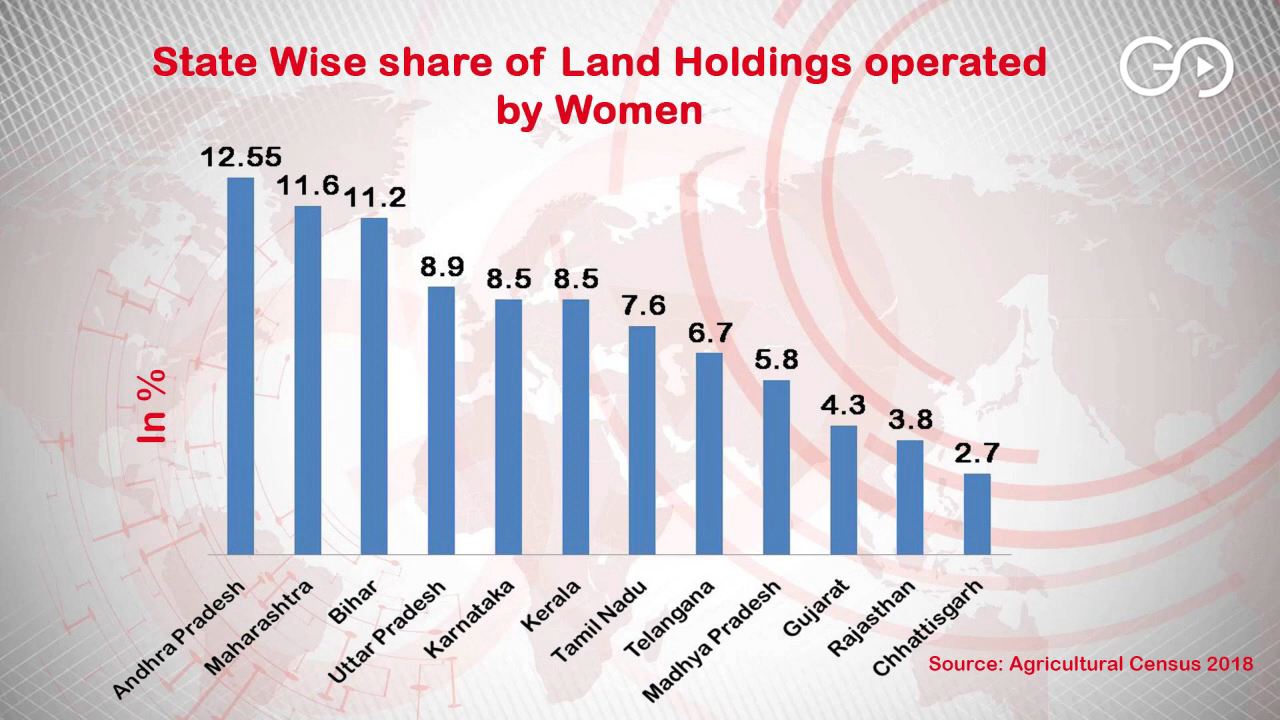 State Wise share of Land Holdings operated
by Women
GO
12.55
11.6
11.2
8.9
8.5
8.5
7.6
6.7
5.8
4.3
3.8
2.7
In %
Andhra Pradesh
Maharashtra
Bihar
Uttar Pradesh
Karnataka
Kerala
Tamil Nadu
Telangana
Madhya Pradesh
Gujarat
Rajasthan
Chhattisgarh
Source: Agricultural Census 2018